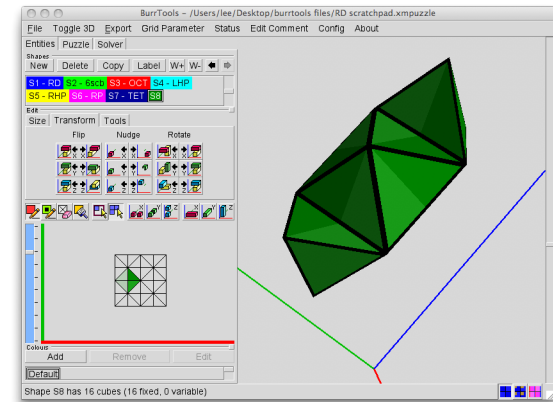 BurrTools - /Users/lee/Desktop/burrtools files/RD scratchpad.xmpuzzle
File Toggle 3D Export Grid Parameter Status Edit Comment Config About
Entities Puzzle Solver
Shapes
New Delete Copy Label W+ W-
S1 - RD S2 - 6scb S3 - OCT S4 - LHP
S5 - RHP S6 - RP S7 - TET S8
Edit
Size Transform Tools
Flip Nudge Rotate
Colours
Add Remove Edit
Default
Shape S8 has 16 cubes (16 fixed, 0 variable)